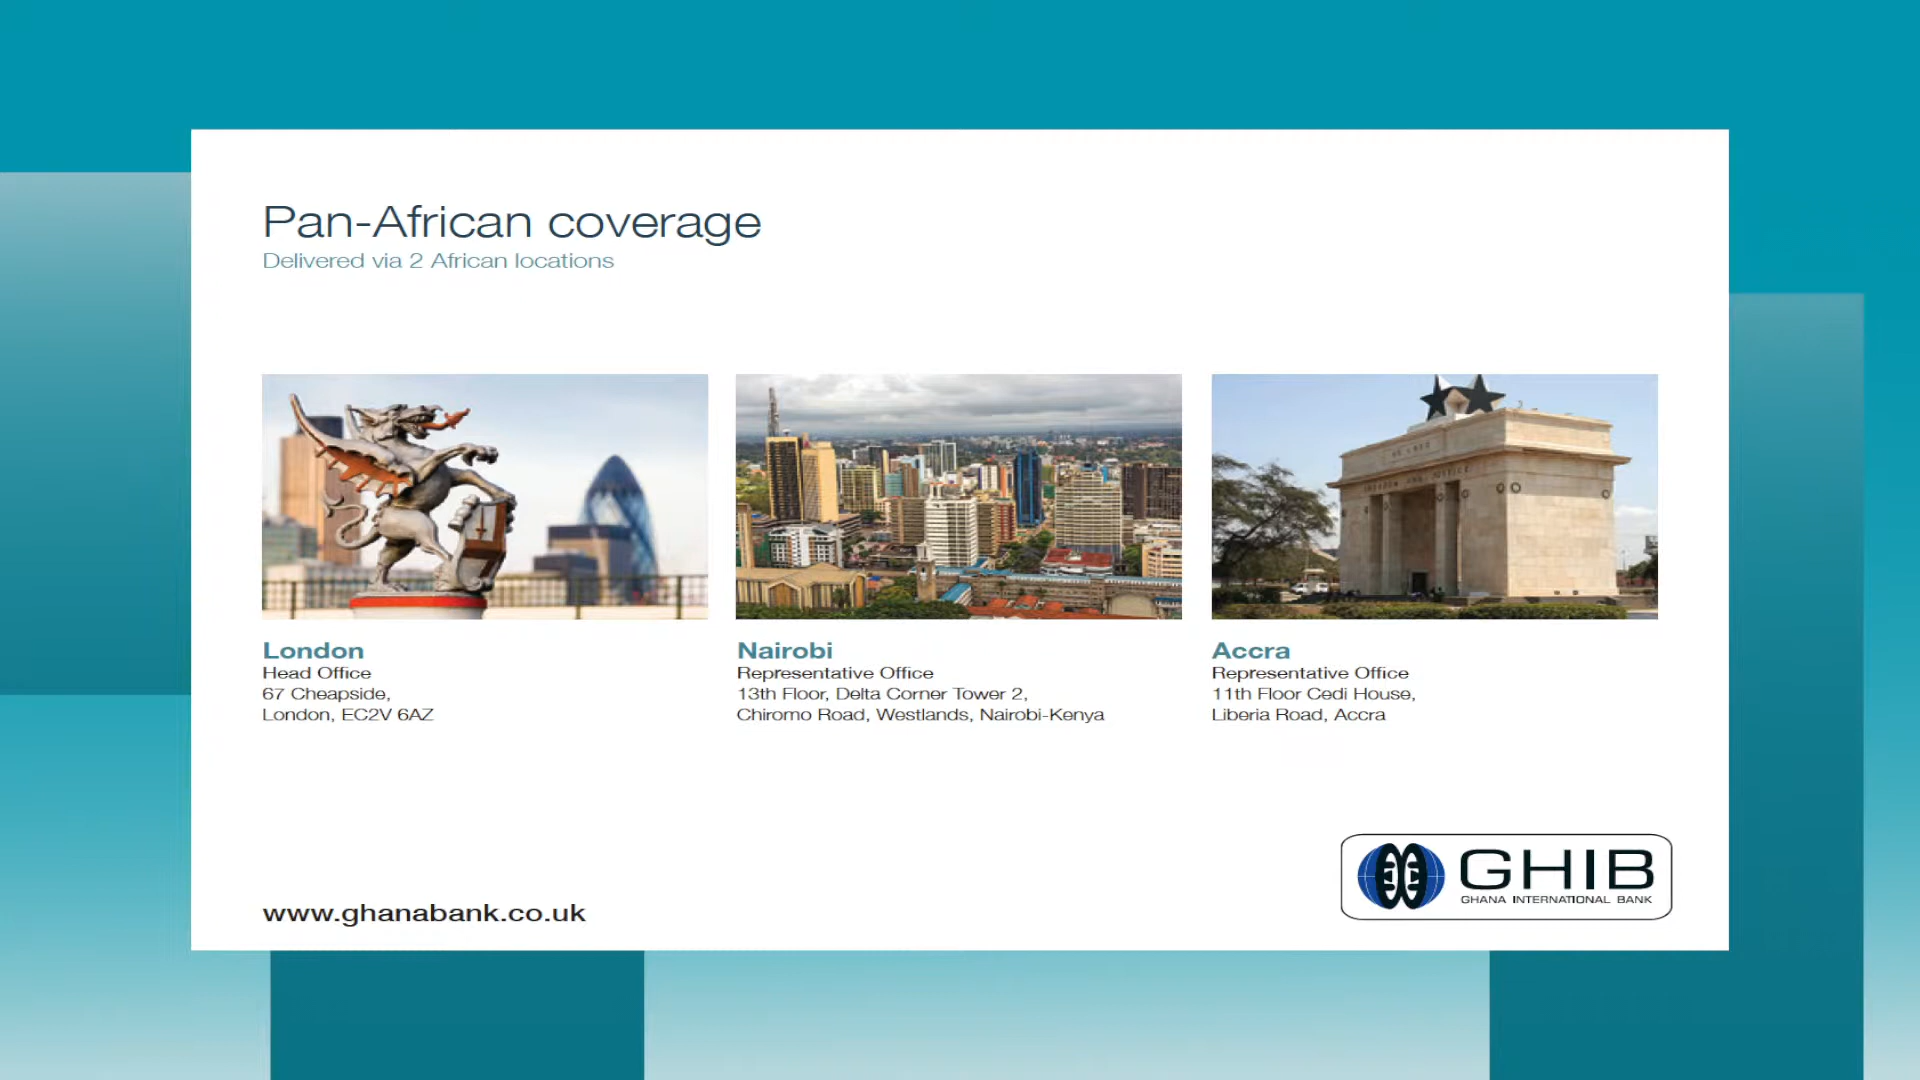 Pan-African coverage
Delivered via 2 African locations
London
Head Office
67 Cheapside,
London, EC2V 6AZ
Nairobi
Representative Office
13th Floor, Delta Corner Tower 2,
Chiromo Road, Westlands, Nairobi-Kenya
Accra
Representative Office
11th Floor Cedi House,
Liberia Road, Accra
www.ghanabank.co.uk
GHIB
GHANA INTERNATIONAL BANK